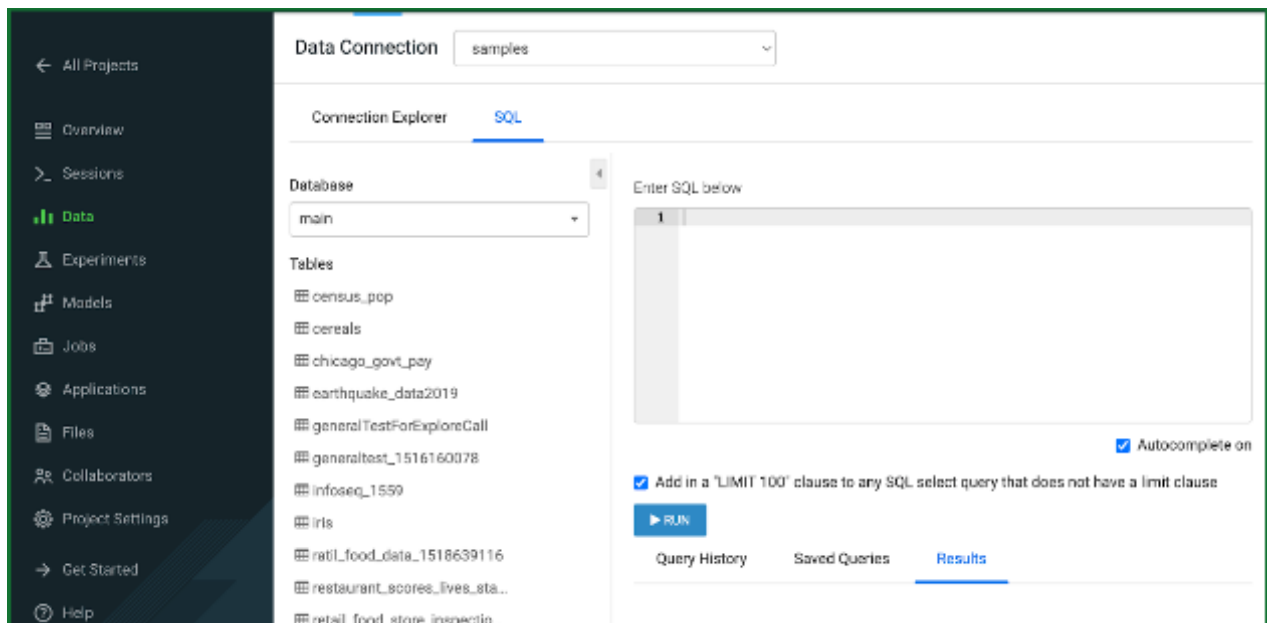 All Projects
Overview
Sessions
Data
Experiments
Models
Jobs
Applications
Files
Collaborators
Project Settings
Get Started
Help
Data Connection
samples
Connection Explorer
SQL
Database
main
Tables
census_pop
cereals
chicago_govt_pay
earthquake_data2019
generalTestForExploreCall
generaltest_1516160078
infoseq_1559
iris
ratil_food_data_1518639116
restaurant_scores_lives_sta...
retail_food_store_inspectio...
Enter SQL below
1
Autocomplete on
Add in a "LIMIT 100" clause to any SQL select query that does not have a limit clause
RUN
Query History
Saved Queries
Results